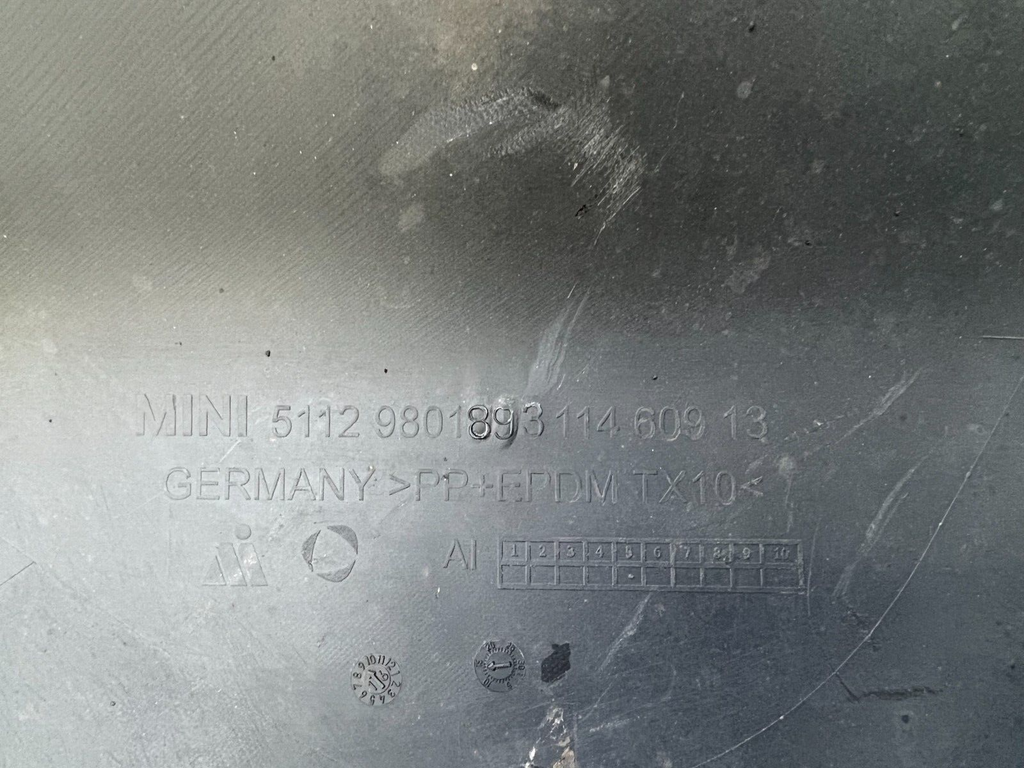 MINI 5112 9801893 114 609 13
GERMANY >PP+EPDM TX10<
AI 1 2 3 4 5 6 7 8 9 10